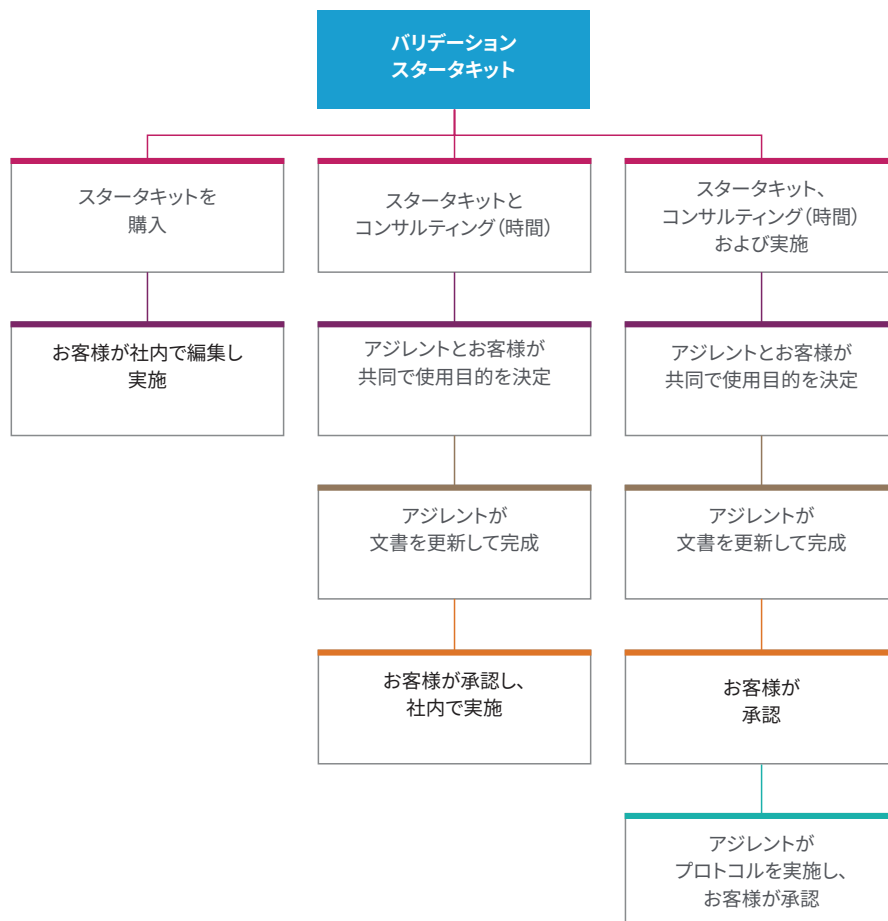 バリデーション
スタータキット
スタータキットを
購入
スタータキットと
コンサルティング（時間）
スタータキット、
コンサルティング（時間）
および実施
お客様が社内で編集し
実施
アジレントとお客様が
共同で使用目的を決定
アジレントとお客様が
共同で使用目的を決定
アジレントが
文書を更新して完成
アジレントが
文書を更新して完成
お客様が承認し、
社内で実施
お客様が
承認
アジレントが
プロトコルを実施し、
お客様が承認